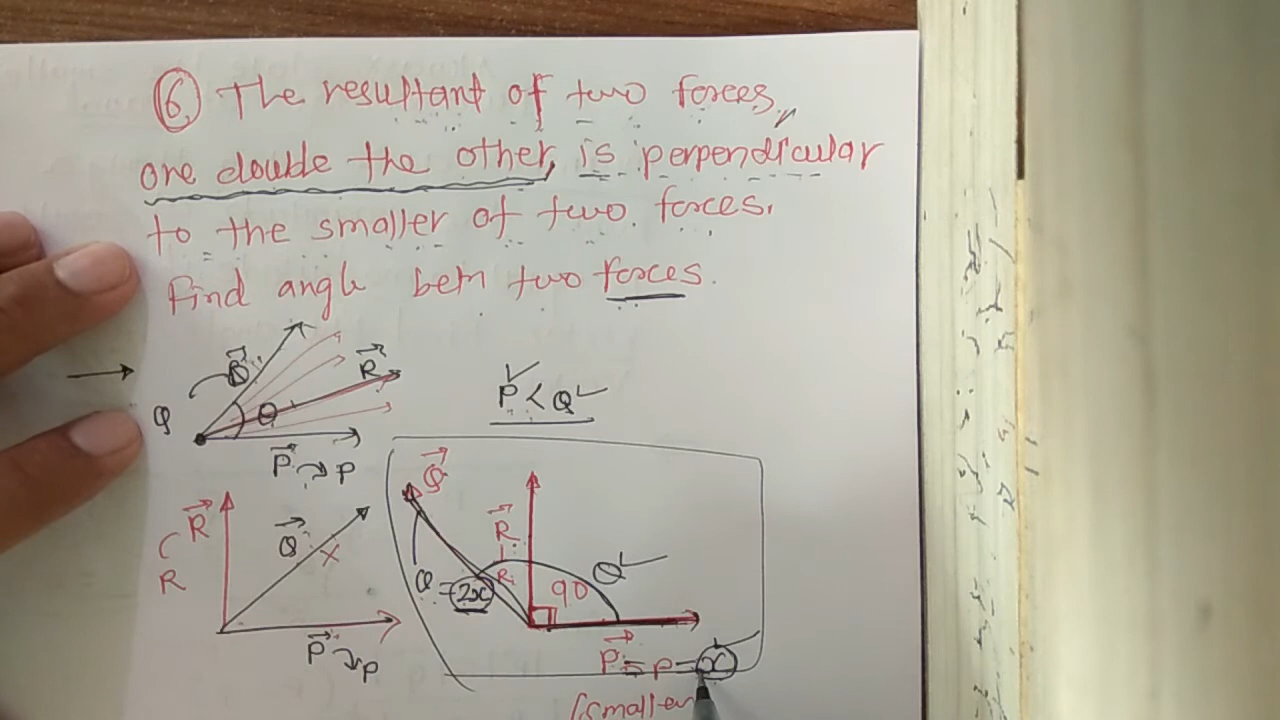 ⑥ The resultant of two forces,
one double the other, is perpendicular
to the smaller of two forces.
Find angle betn two forces.
Q θ R
P P
P < Q
R Q
R
P P
Q R θ
Q = 2x R 90
P = P = x
(smaller